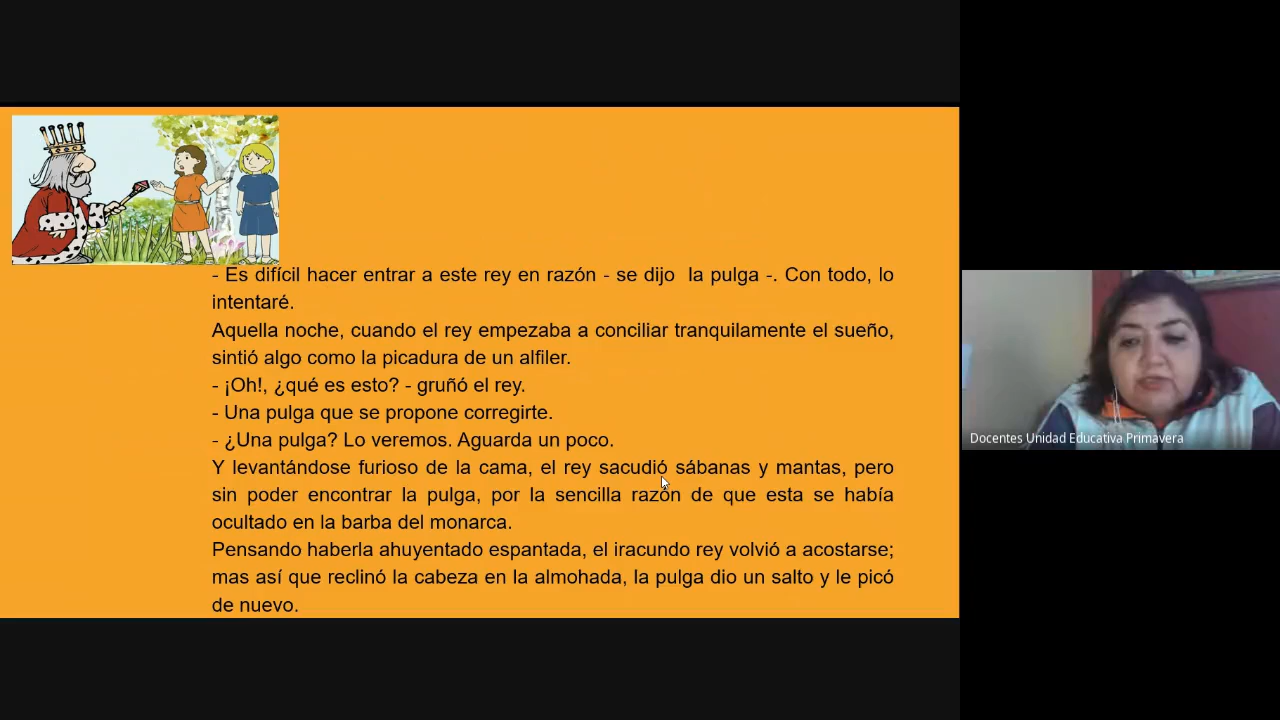 - Es difícil hacer entrar a este rey en razón - se dijo la pulga -. Con todo, lo
intentaré.
Aquella noche, cuando el rey empezaba a conciliar tranquilamente el sueño,
sintió algo como la picadura de un alfiler.
- ¡Oh!, ¿qué es esto? - gruñó el rey.
- Una pulga que se propone corregirte.
- ¿Una pulga? Lo veremos. Aguarda un poco.
Y levantándose furioso de la cama, el rey sacudió sábanas y mantas, pero
sin poder encontrar la pulga, por la sencilla razón de que esta se había
ocultado en la barba del monarca.
Pensando haberla ahuyentado espantada, el iracundo rey volvió a acostarse;
mas así que reclinó la cabeza en la almohada, la pulga dio un salto y le picó
de nuevo.
Docentes Unidad Educativa Primavera